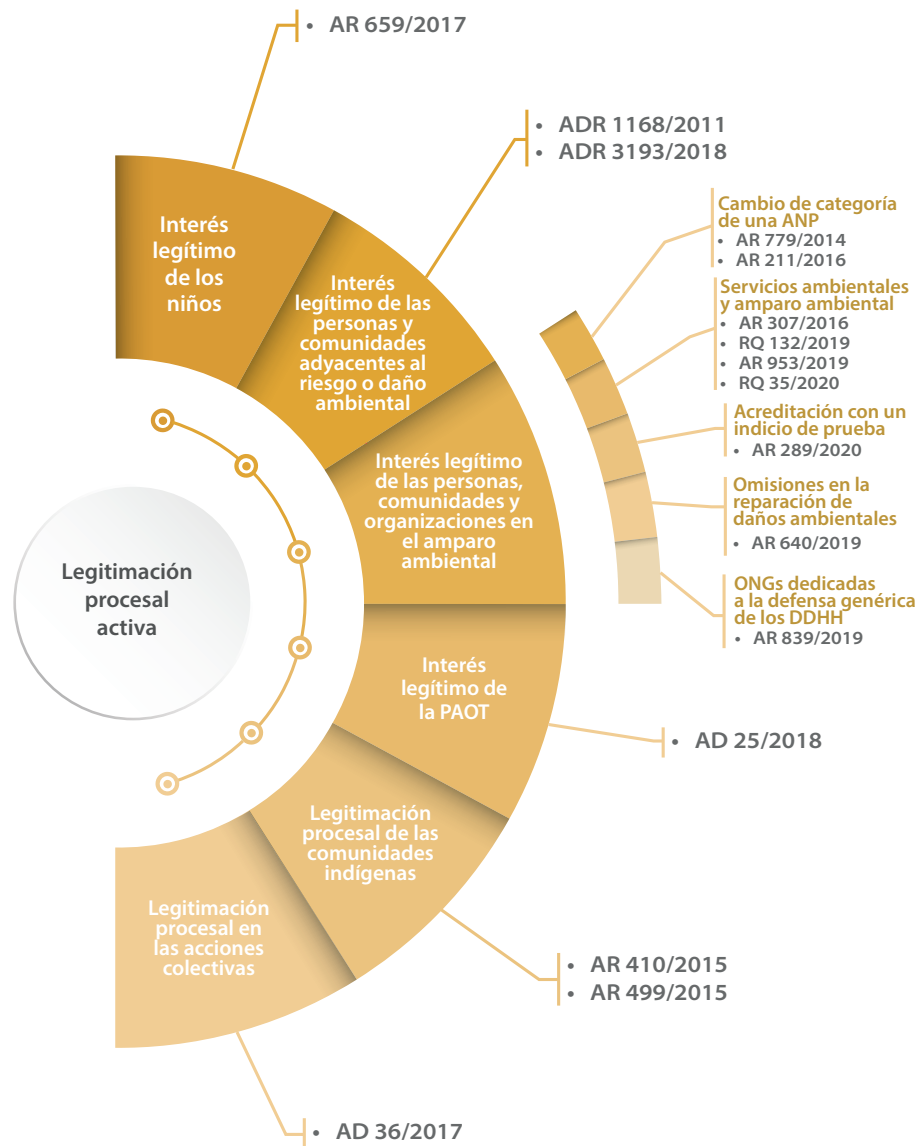 Legitimación
procesal
activa
Interés
legítimo
de los
niños
• AR 659/2017
Interés
legítimo de las
personas y
comunidades
adyacentes al
riesgo o daño
ambiental
• ADR 1168/2011
• ADR 3193/2018
Interés legítimo
de las personas,
comunidades y
organizaciones en
el amparo
ambiental
Cambio de categoría
de una ANP
• AR 779/2014
• AR 211/2016
Servicios ambientales
y amparo ambiental
• AR 307/2016
• RQ 132/2019
• AR 953/2019
• RQ 35/2020
Acreditación con un
indicio de prueba
• AR 289/2020
Omisiones en la
reparación de
daños ambientales
• AR 640/2019
ONGs dedicadas
a la defensa genérica
de los DDHH
• AR 839/2019
Interés
legítimo de
la PAOT
• AD 25/2018
Legitimación
procesal de las
comunidades
indígenas
• AR 410/2015
• AR 499/2015
Legitimación
procesal en
las acciones
colectivas
• AD 36/2017